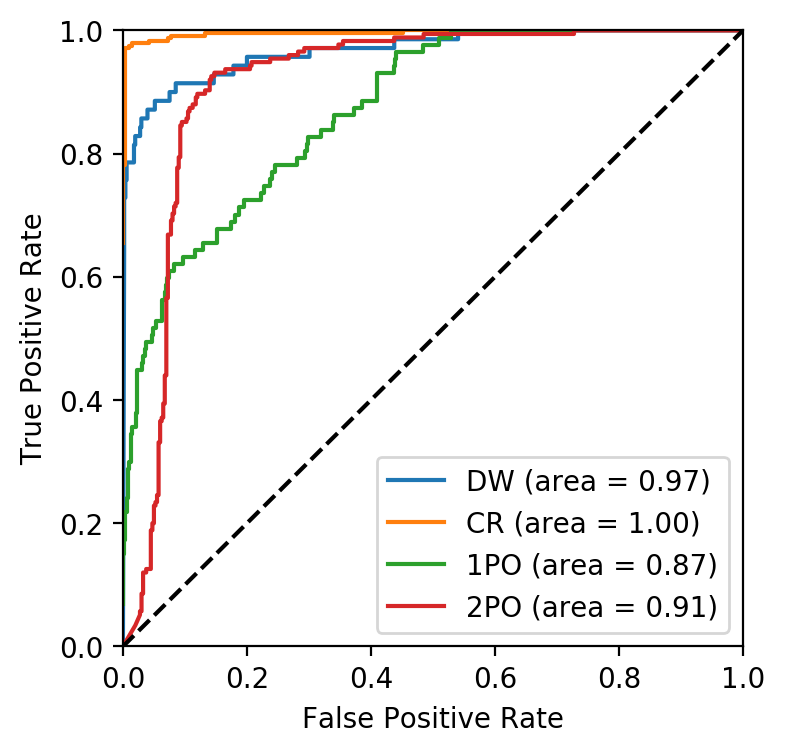 1.0
0.8
0.6
0.4
0.2
0.0
True Positive Rate
DW (area = 0.97)
CR (area = 1.00)
1PO (area = 0.87)
2PO (area = 0.91)
0.0 0.2 0.4 0.6 0.8 1.0
False Positive Rate